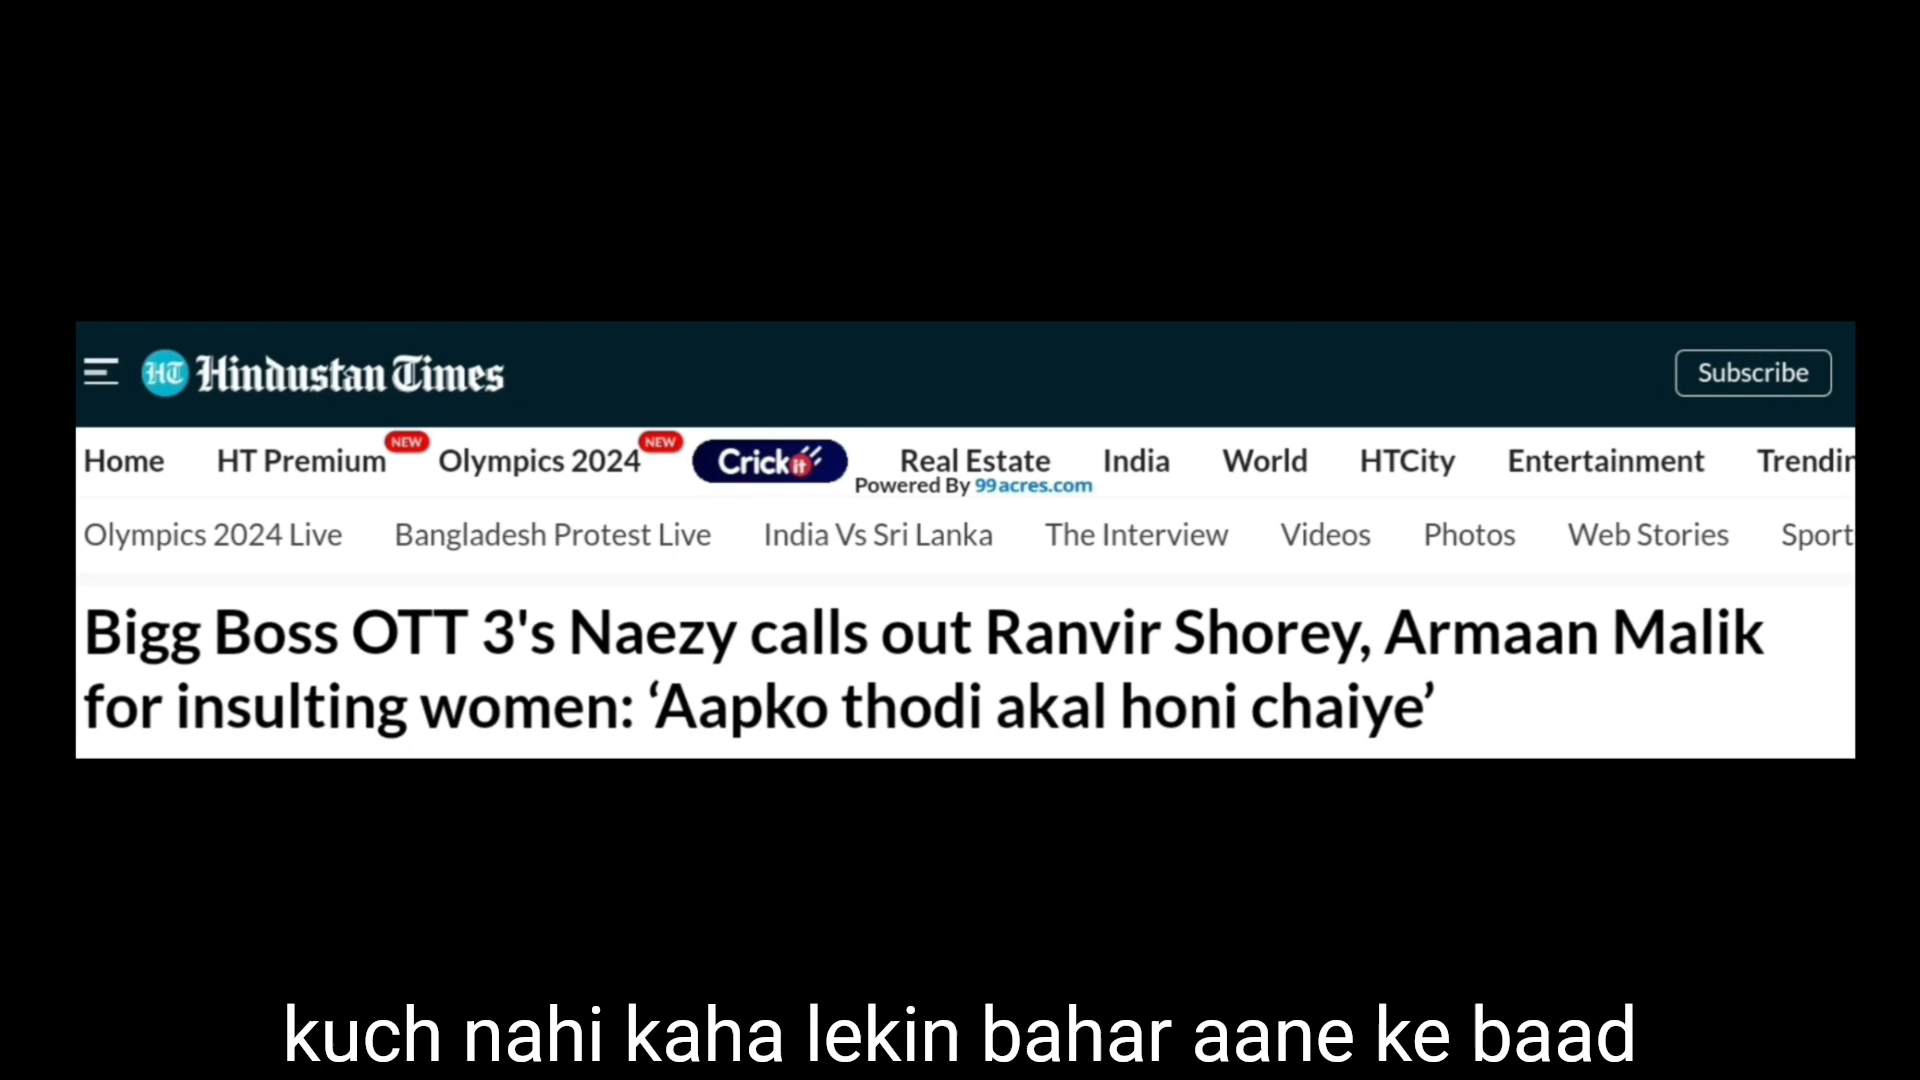 HT Hindustan Times
Subscribe
Home HT Premium NEW Olympics 2024 NEW Crickit Real Estate India World HTCity Entertainment Trendin
Powered By 99acres.com
Olympics 2024 Live Bangladesh Protest Live India Vs Sri Lanka The Interview Videos Photos Web Stories Sport
Bigg Boss OTT 3's Naezy calls out Ranvir Shorey, Armaan Malik
for insulting women: ‘Aapko thodi akal honi chaiye’
kuch nahi kaha lekin bahar aane ke baad